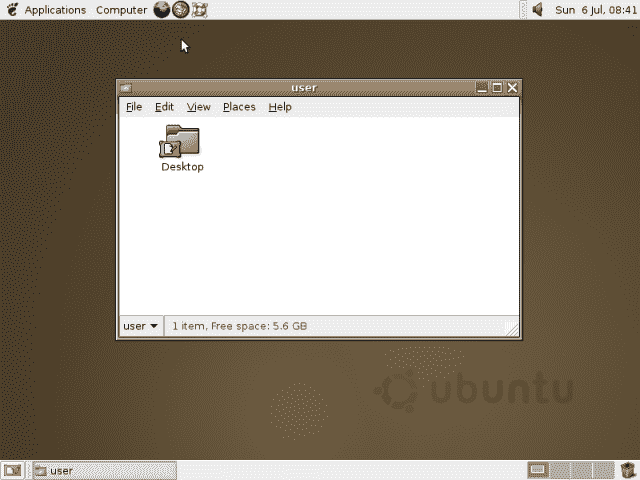 Applications Computer Sun 6 Jul, 08:41
user
File Edit View Places Help
Desktop
user 1 item, Free space: 5.6 GB
ubuntu
user